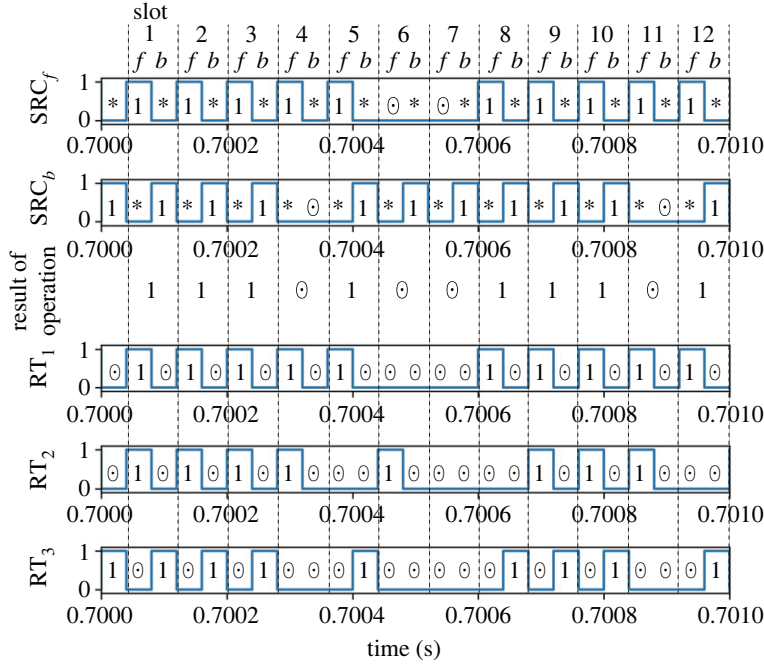 slot
1 2 3 4 5 6 7 8 9 10 11 12
f b f b f b f b f b f b f b f b f b f b f b f b
SRC_f
1
0
* 1 * 1 * 1 * 1 * 1 * ⊙ * ⊙ * 1 * 1 * 1 * 1 * 1 *
0.7000 0.7002 0.7004 0.7006 0.7008 0.7010
SRC_b
1
0
1 * 1 * 1 * 1 * ⊙ * 1 * 1 * 1 * 1 * 1 * 1 * ⊙ * 1
0.7000 0.7002 0.7004 0.7006 0.7008 0.7010
result of
operation
1 1 1 ⊙ 1 ⊙ ⊙ 1 1 1 ⊙ 1
RT_1
1
0
⊙ 1 ⊙ 1 ⊙ 1 ⊙ 1 ⊙ 1 ⊙ ⊙ ⊙ ⊙ ⊙ 1 ⊙ 1 ⊙ 1 ⊙ 1 ⊙ 1 ⊙
0.7000 0.7002 0.7004 0.7006 0.7008 0.7010
RT_2
1
0
⊙ 1 ⊙ 1 ⊙ 1 ⊙ 1 ⊙ ⊙ ⊙ 1 ⊙ ⊙ ⊙ ⊙ ⊙ 1 ⊙ 1 ⊙ 1 ⊙ ⊙ ⊙
0.7000 0.7002 0.7004 0.7006 0.7008 0.7010
RT_3
1
0
1 ⊙ 1 ⊙ 1 ⊙ 1 ⊙ ⊙ ⊙ 1 ⊙ ⊙ ⊙ ⊙ ⊙ 1 ⊙ 1 ⊙ 1 ⊙ ⊙ ⊙ 1
0.7000 0.7002 0.7004 0.7006 0.7008 0.7010
time (s)